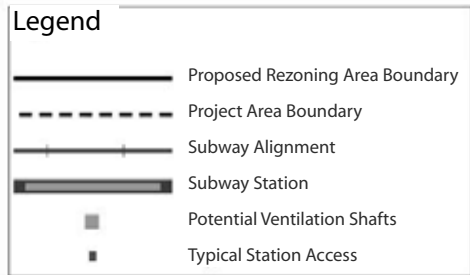 Legend
Proposed Rezoning Area Boundary
Project Area Boundary
Subway Alignment
Subway Station
Potential Ventilation Shafts
Typical Station Access